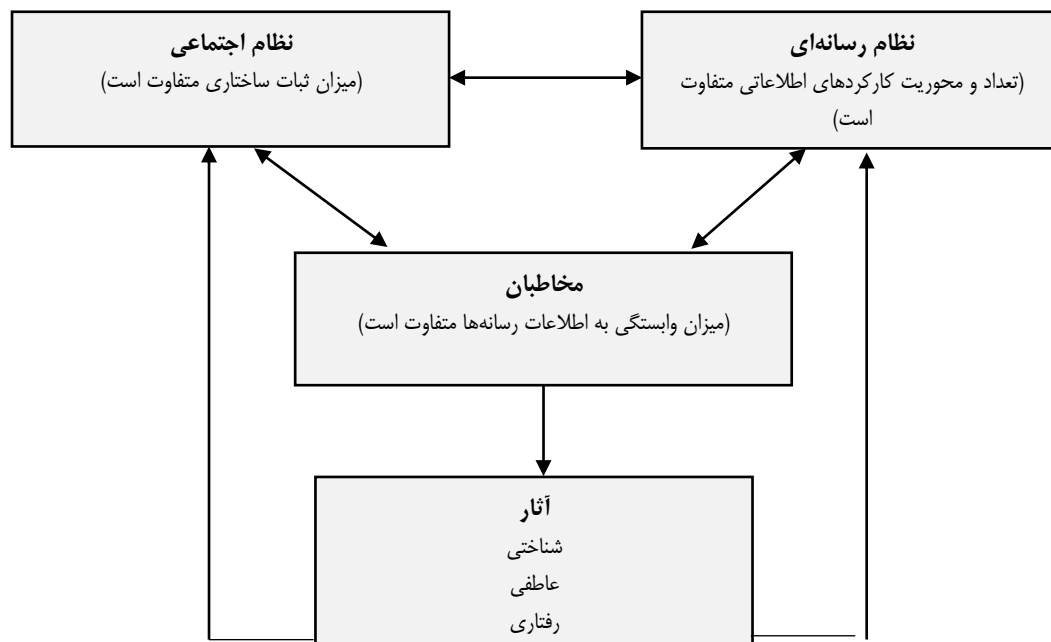 نظام رسانه‌ای
(تعداد و محوریت کارکردهای اطلاعاتی متفاوت
است)
نظام اجتماعی
(میزان ثبات ساختاری متفاوت است)
مخاطبان
(میزان وابستگی به اطلاعات رسانه‌ها متفاوت است)
آثار
شناختی
عاطفی
رفتاری